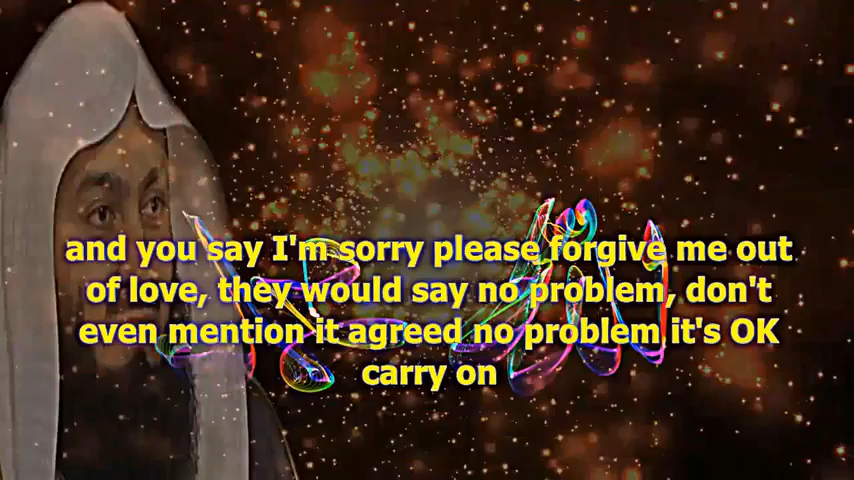 and you say I'm sorry please forgive me out
of love, they would say no problem, don't
even mention it agreed no problem it's OK
carry on